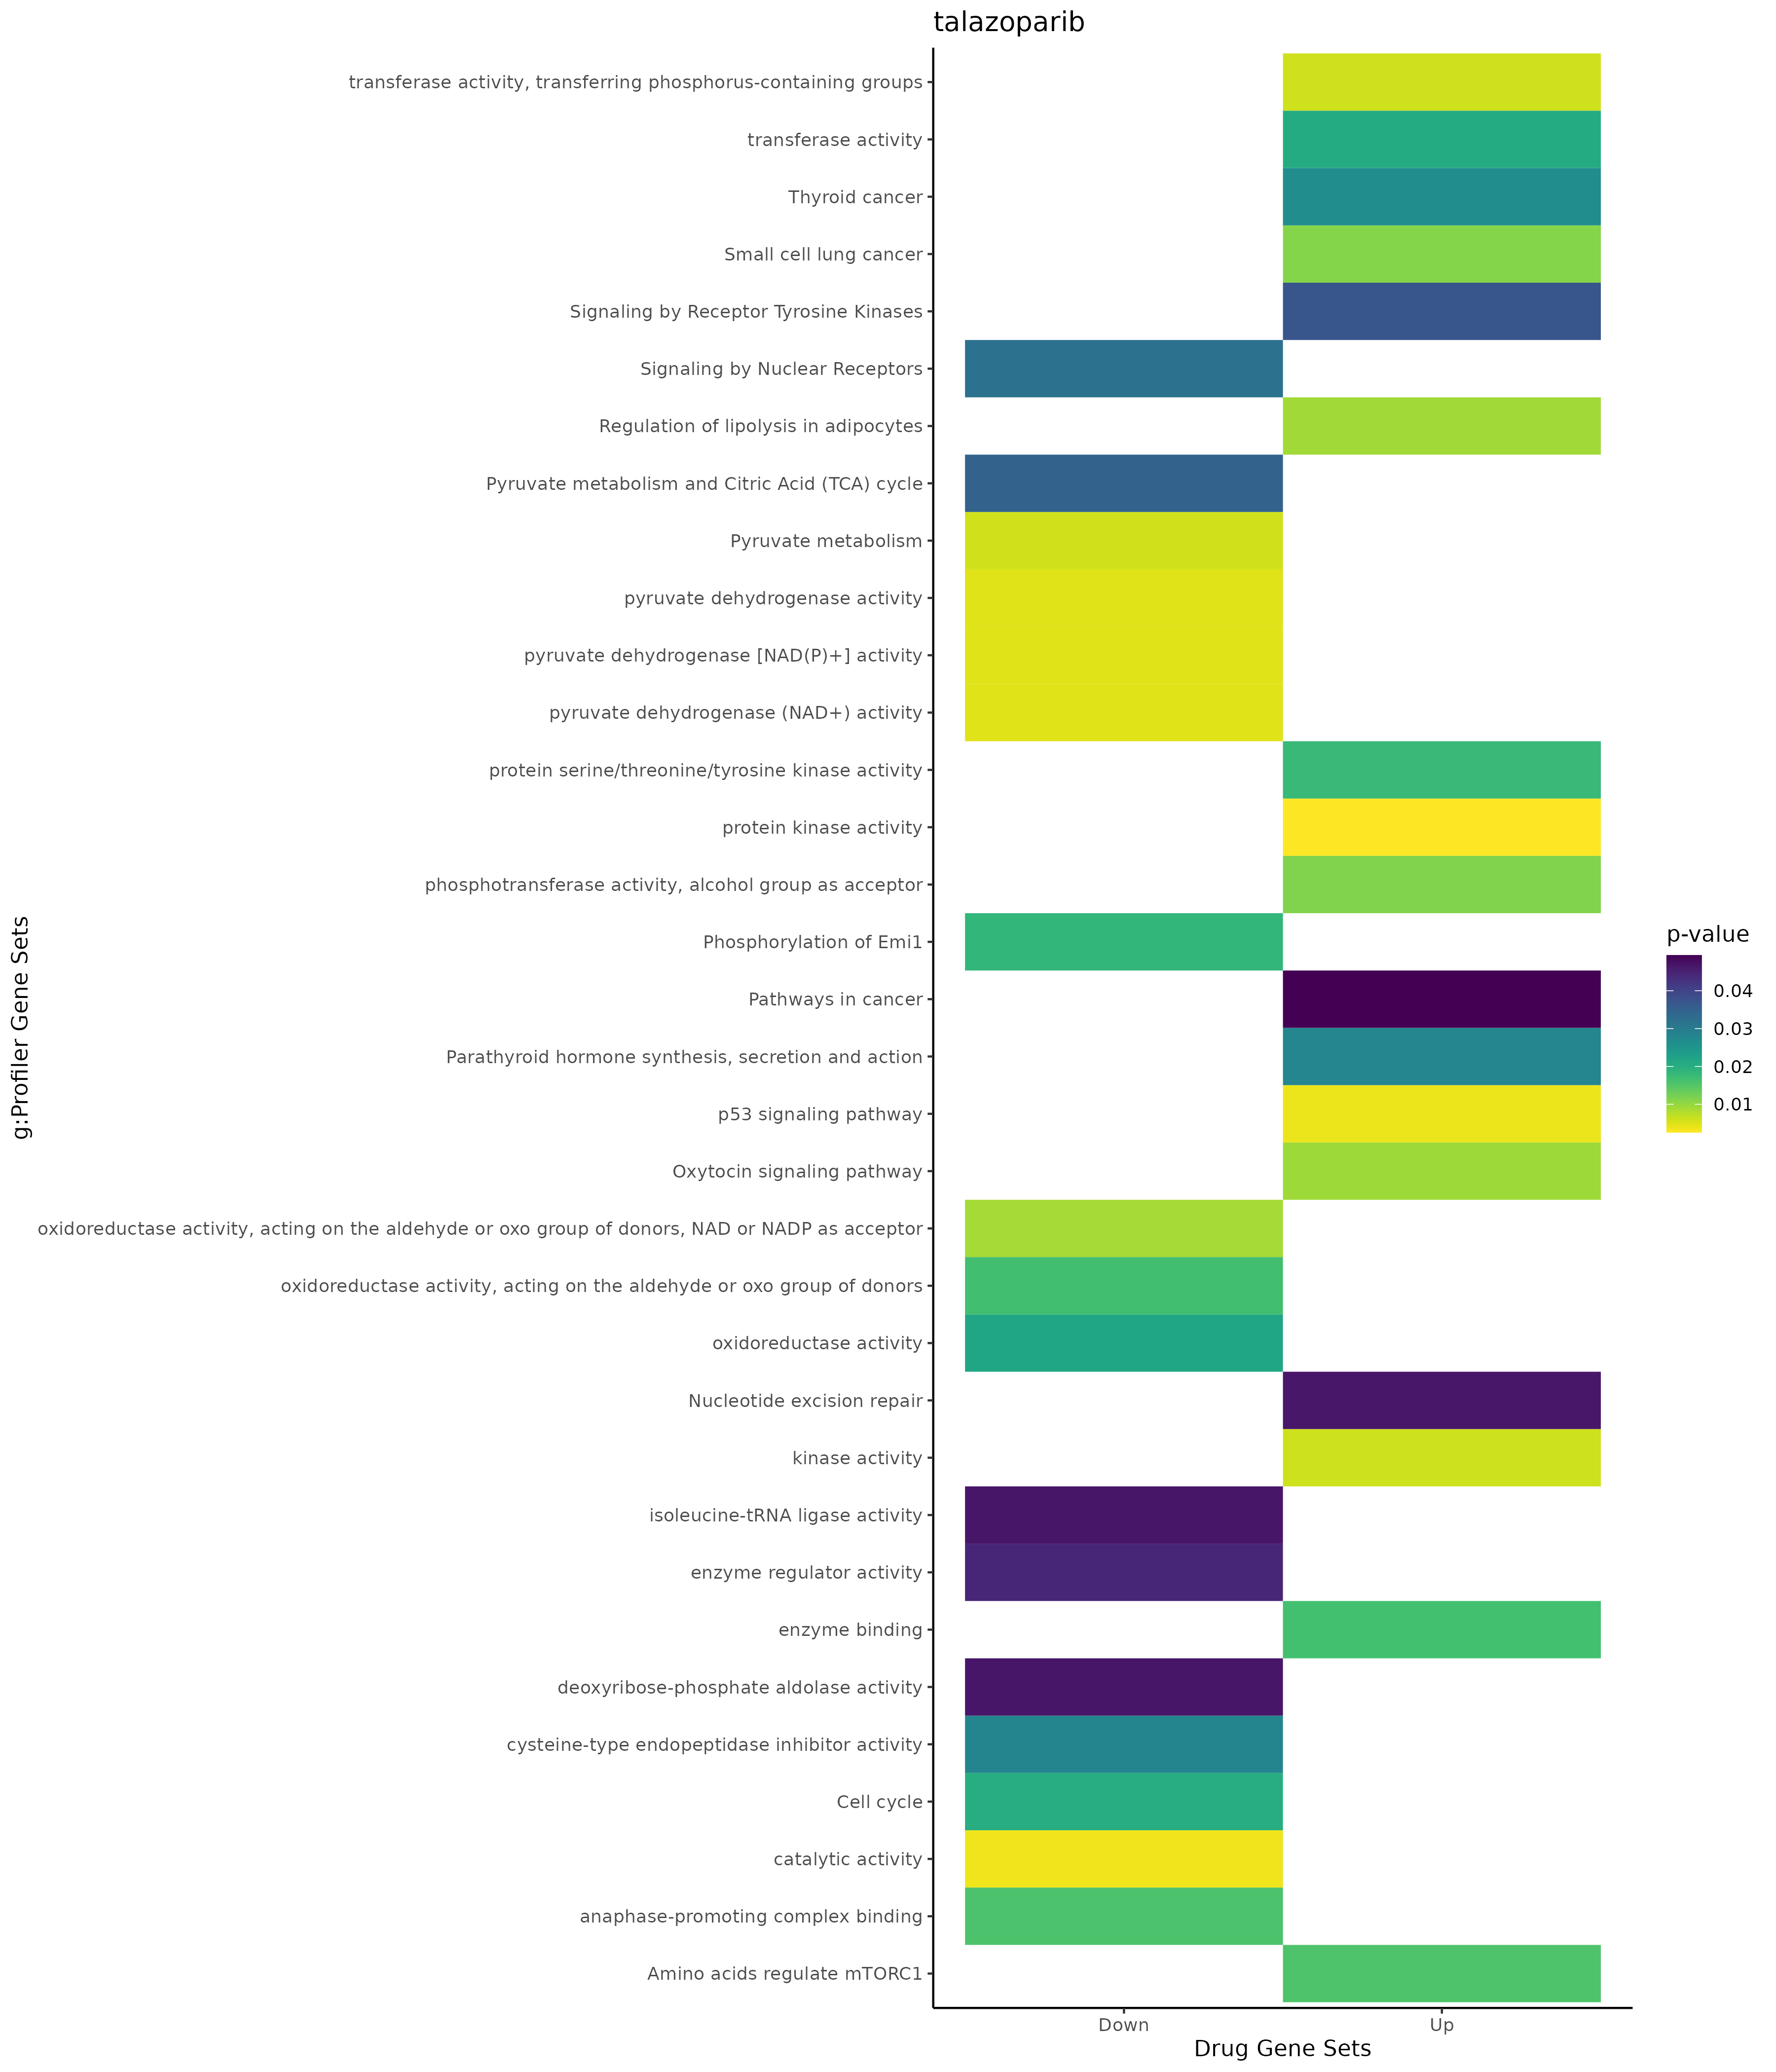 talazoparib
g:Profiler Gene Sets
transferase activity, transferring phosphorus-containing groups
transferase activity
Thyroid cancer
Small cell lung cancer
Signaling by Receptor Tyrosine Kinases
Signaling by Nuclear Receptors
Regulation of lipolysis in adipocytes
Pyruvate metabolism and Citric Acid (TCA) cycle
Pyruvate metabolism
pyruvate dehydrogenase activity
pyruvate dehydrogenase [NAD(P)+] activity
pyruvate dehydrogenase (NAD+) activity
protein serine/threonine/tyrosine kinase activity
protein kinase activity
phosphotransferase activity, alcohol group as acceptor
Phosphorylation of Emi1
Pathways in cancer
Parathyroid hormone synthesis, secretion and action
p53 signaling pathway
Oxytocin signaling pathway
oxidoreductase activity, acting on the aldehyde or oxo group of donors, NAD or NADP as acceptor
oxidoreductase activity, acting on the aldehyde or oxo group of donors
oxidoreductase activity
Nucleotide excision repair
kinase activity
isoleucine-tRNA ligase activity
enzyme regulator activity
enzyme binding
deoxyribose-phosphate aldolase activity
cysteine-type endopeptidase inhibitor activity
Cell cycle
catalytic activity
anaphase-promoting complex binding
Amino acids regulate mTORC1
Down
Up
Drug Gene Sets
p-value
0.04
0.03
0.02
0.01